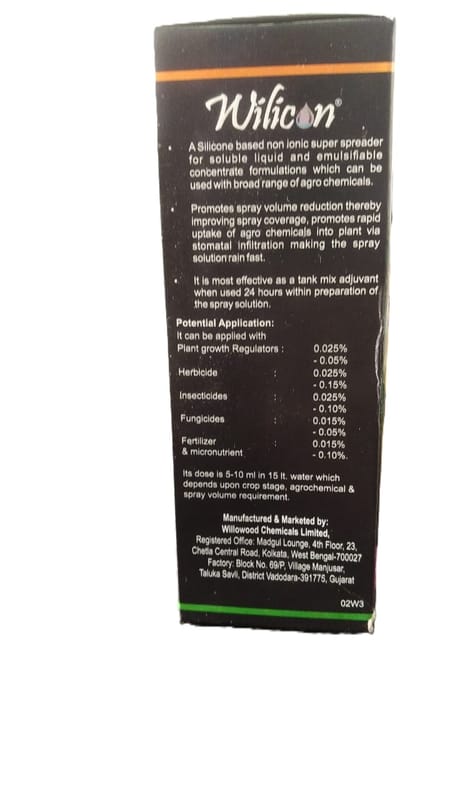 Wilicon®
• A Silicone based non ionic super spreader
for soluble liquid and emulsifiable
concentrate formulations which can be
used with broad range of agro chemicals.
• Promotes spray volume reduction thereby
improving spray coverage, promotes rapid
uptake of agro chemicals into plant via
stomatal infiltration making the spray
solution rain fast.
• It is most effective as a tank mix adjuvant
when used 24 hours within preparation of
the spray solution.
Potential Application:
It can be applied with
Plant growth Regulators : 0.025%
- 0.05%
Herbicide : 0.025%
- 0.15%
Insecticides : 0.025%
- 0.10%
Fungicides : 0.015%
- 0.05%
Fertilizer : 0.015%
& micronutrient - 0.10%.
Its dose is 5-10 ml in 15 lt. water which
depends upon crop stage, agrochemical &
spray volume requirement.
Manufactured & Marketed by:
Willowood Chemicals Limited,
Registered Office: Madgul Lounge, 4th Floor, 23,
Chetla Central Road, Kolkata, West Bengal-700027
Factory: Block No. 69/P, Village Manjusar,
Taluka Savli, District Vadodara-391775, Gujarat
02W3